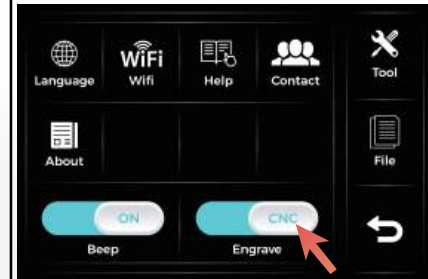 WiFi
Language Wifi Help Contact
Tool
About
File
ON CNC
Beep Engrave